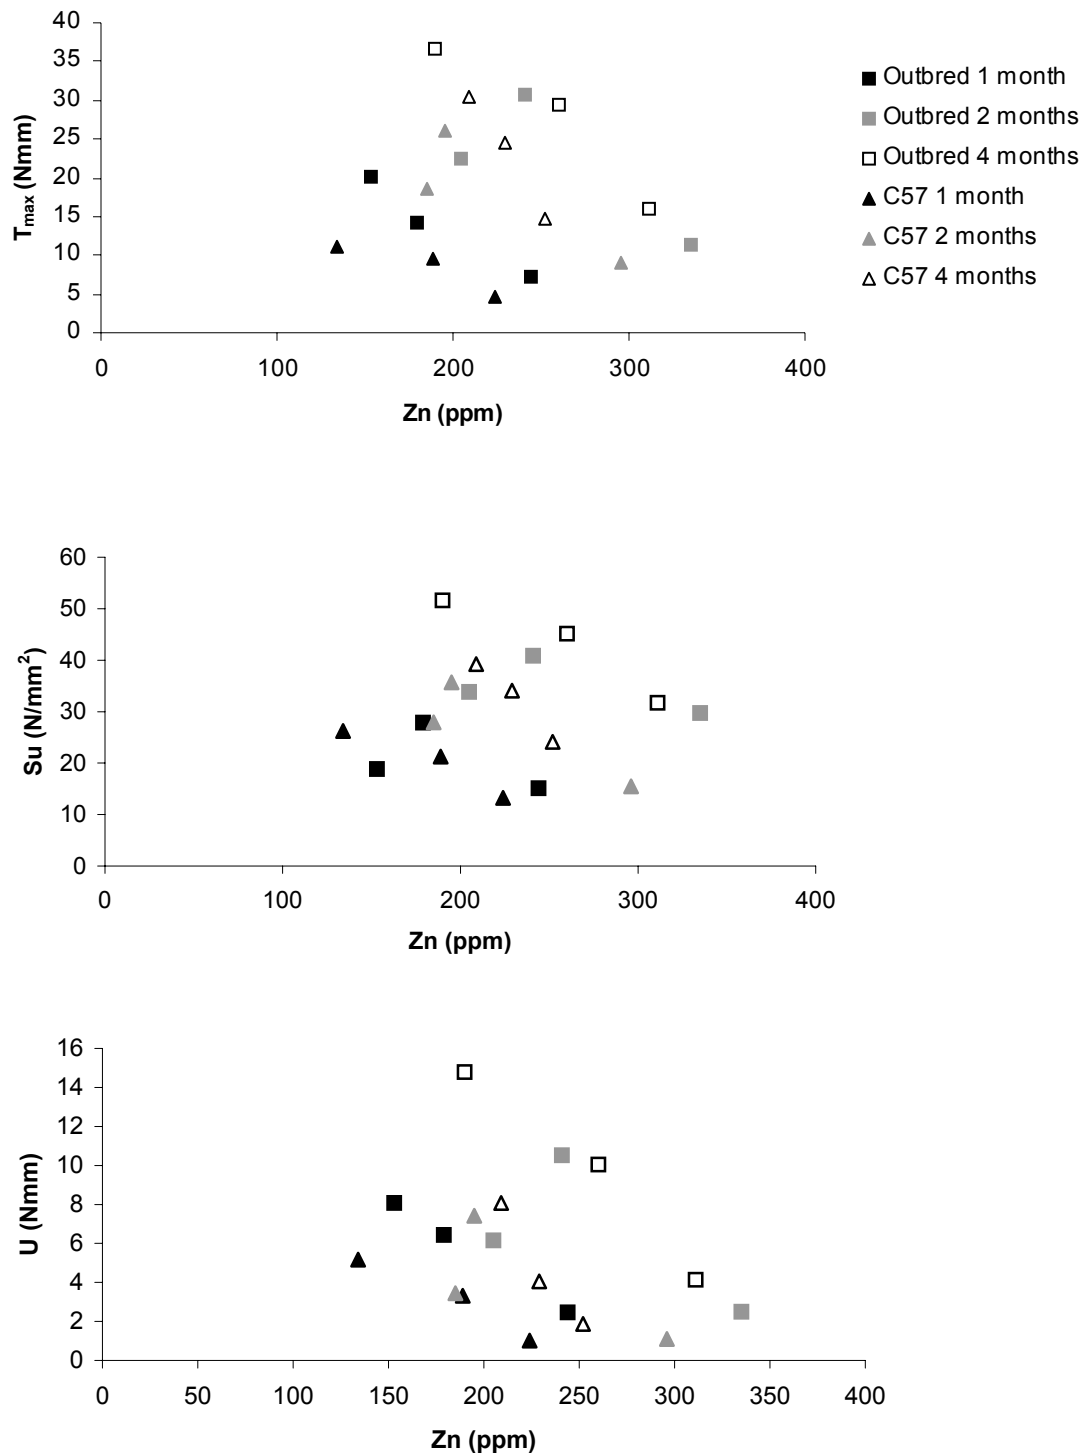 40
35
30
25
20
15
10
5
0
T_max (Nmm)
0 100 200 300 400
Zn (ppm)
Outbred 1 month
Outbred 2 months
Outbred 4 months
C57 1 month
C57 2 months
C57 4 months
60
50
40
30
20
10
0
Su (N/mm²)
0 100 200 300 400
Zn (ppm)
16
14
12
10
8
6
4
2
0
U (Nmm)
0 50 100 150 200 250 300 350 400
Zn (ppm)